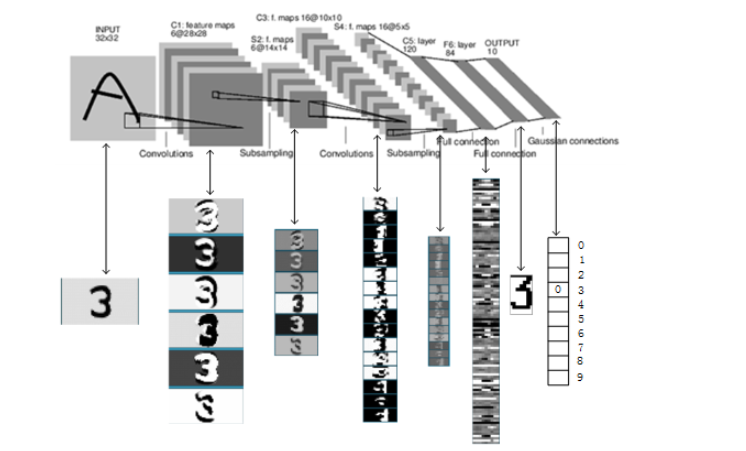 INPUT
32x32
C1: feature maps
6@28x28
S2: f. maps
6@14x14
C3: f. maps 16@10x10
S4: f. maps 16@5x5
C5: layer
120
F6: layer
84
OUTPUT
10
A
Convolutions
Subsampling
Convolutions
Subsampling
Full connection
Full connection
Gaussian connections
3
3
0
0
1
2
3
4
5
6
7
8
9